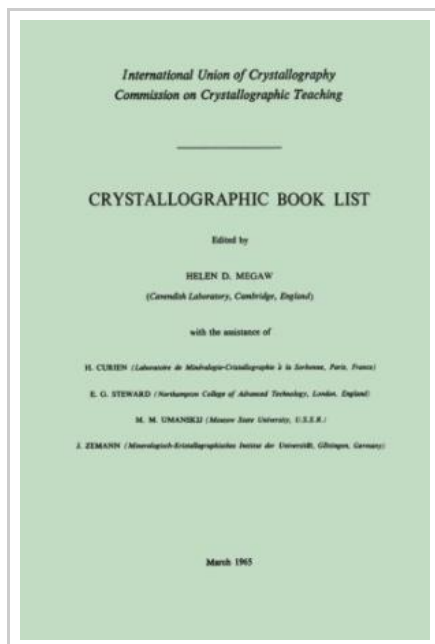 International Union of Crystallography
Commission on Crystallographic Teaching
CRYSTALLOGRAPHIC BOOK LIST
Edited by
HELEN D. MEGAW
(Cavendish Laboratory, Cambridge, England)
with the assistance of
H. CURIEN (Laboratoire de Minéralogie-Cristallographie à la Sorbonne, Paris, France)
E. G. STEWARD (Northampton College of Advanced Technology, London, England)
M. M. UMANSKIJ (Moscow State University, U.S.S.R.)
J. ZEMANN (Mineralogisch-Kristallographisches Institut der Universität, Göttingen, Germany)
March 1965